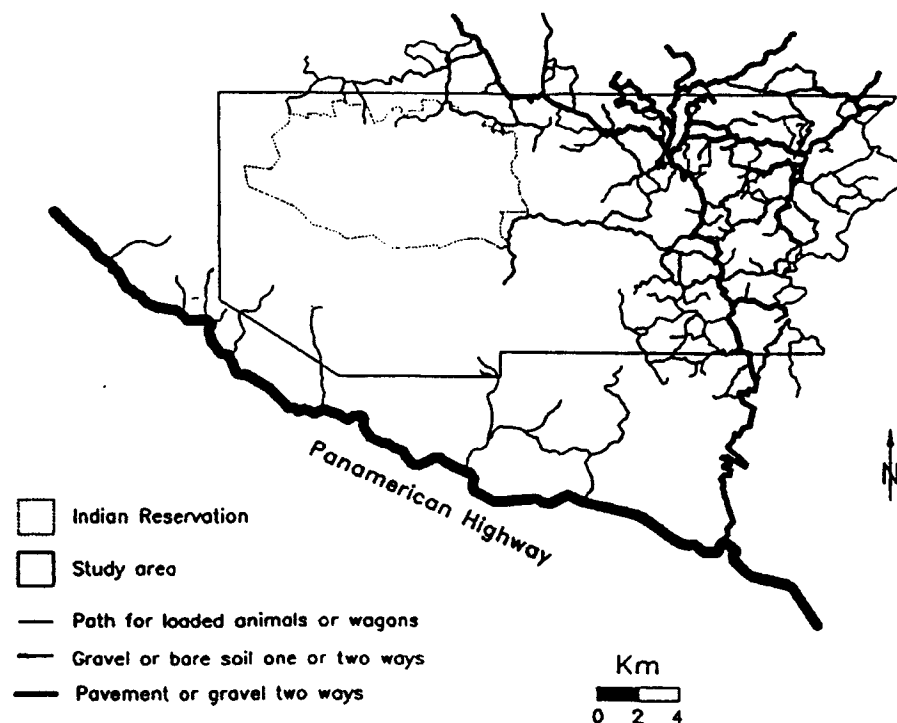 N
Panamerican Highway
Indian Reservation
Study area
Path for loaded animals or wagons
Gravel or bare soil one or two ways
Pavement or gravel two ways
Km
0 2 4